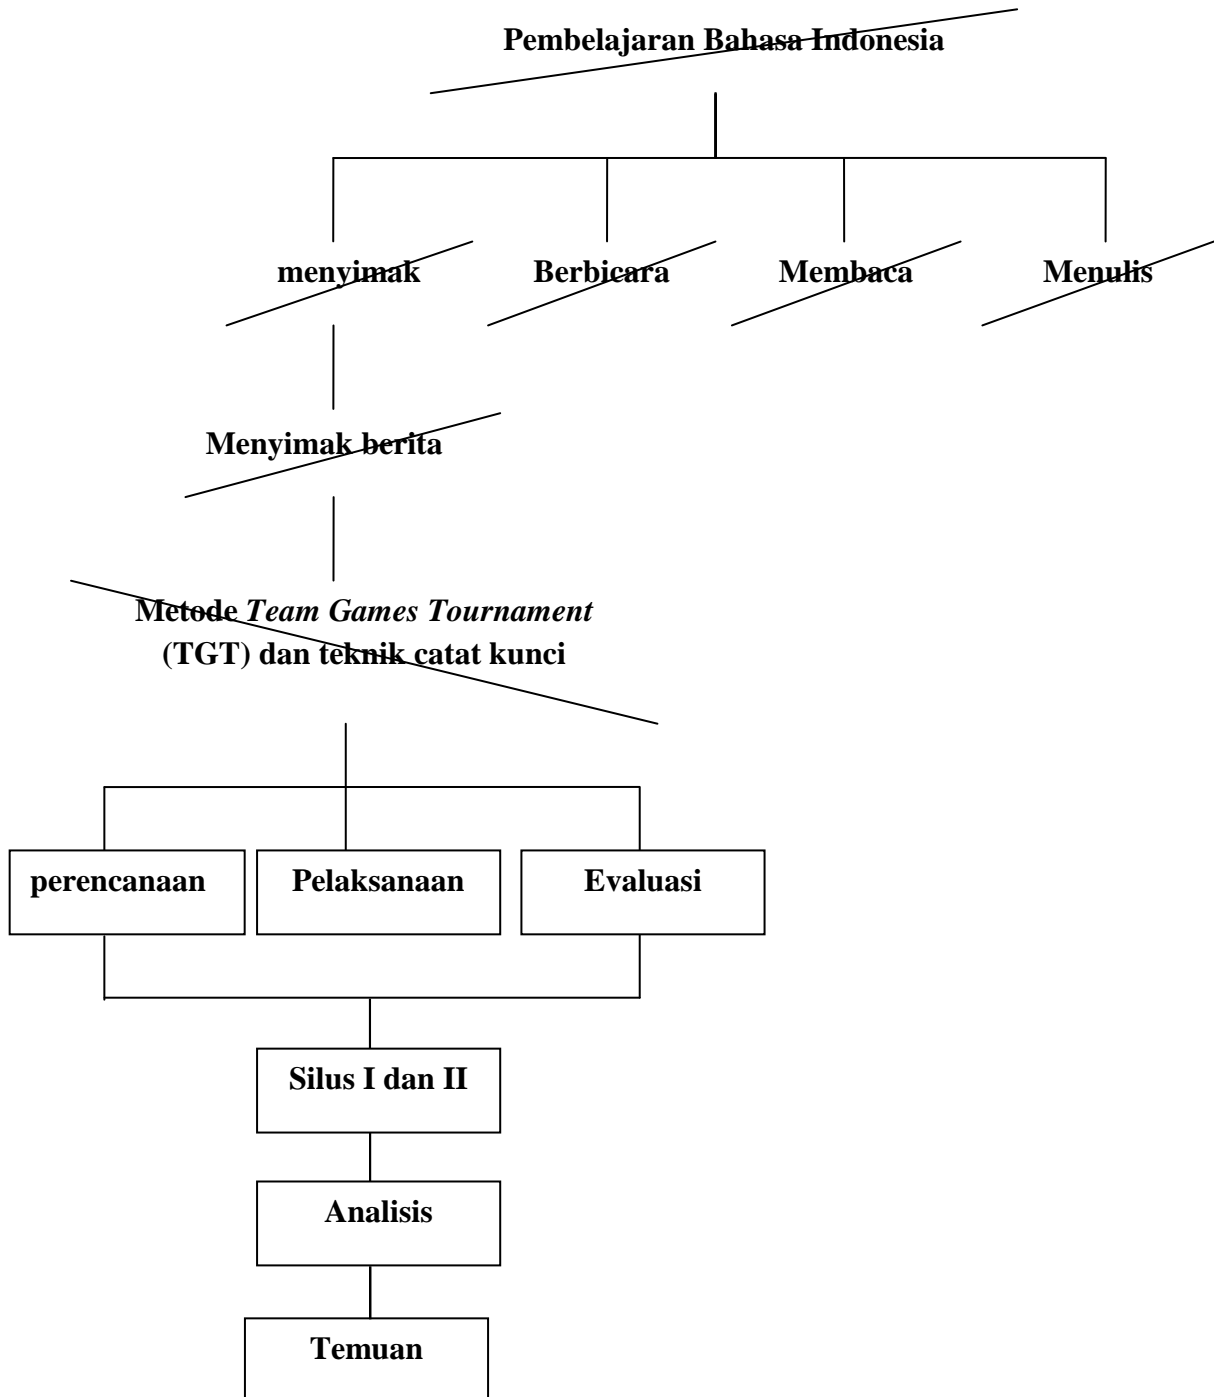 Pembelajaran Bahasa Indonesia
menyimak
Berbicara
Membaca
Menulis
Menyimak berita
Metode Team Games Tournament
(TGT) dan teknik catat kunci
perencanaan
Pelaksanaan
Evaluasi
Silus I dan II
Analisis
Temuan